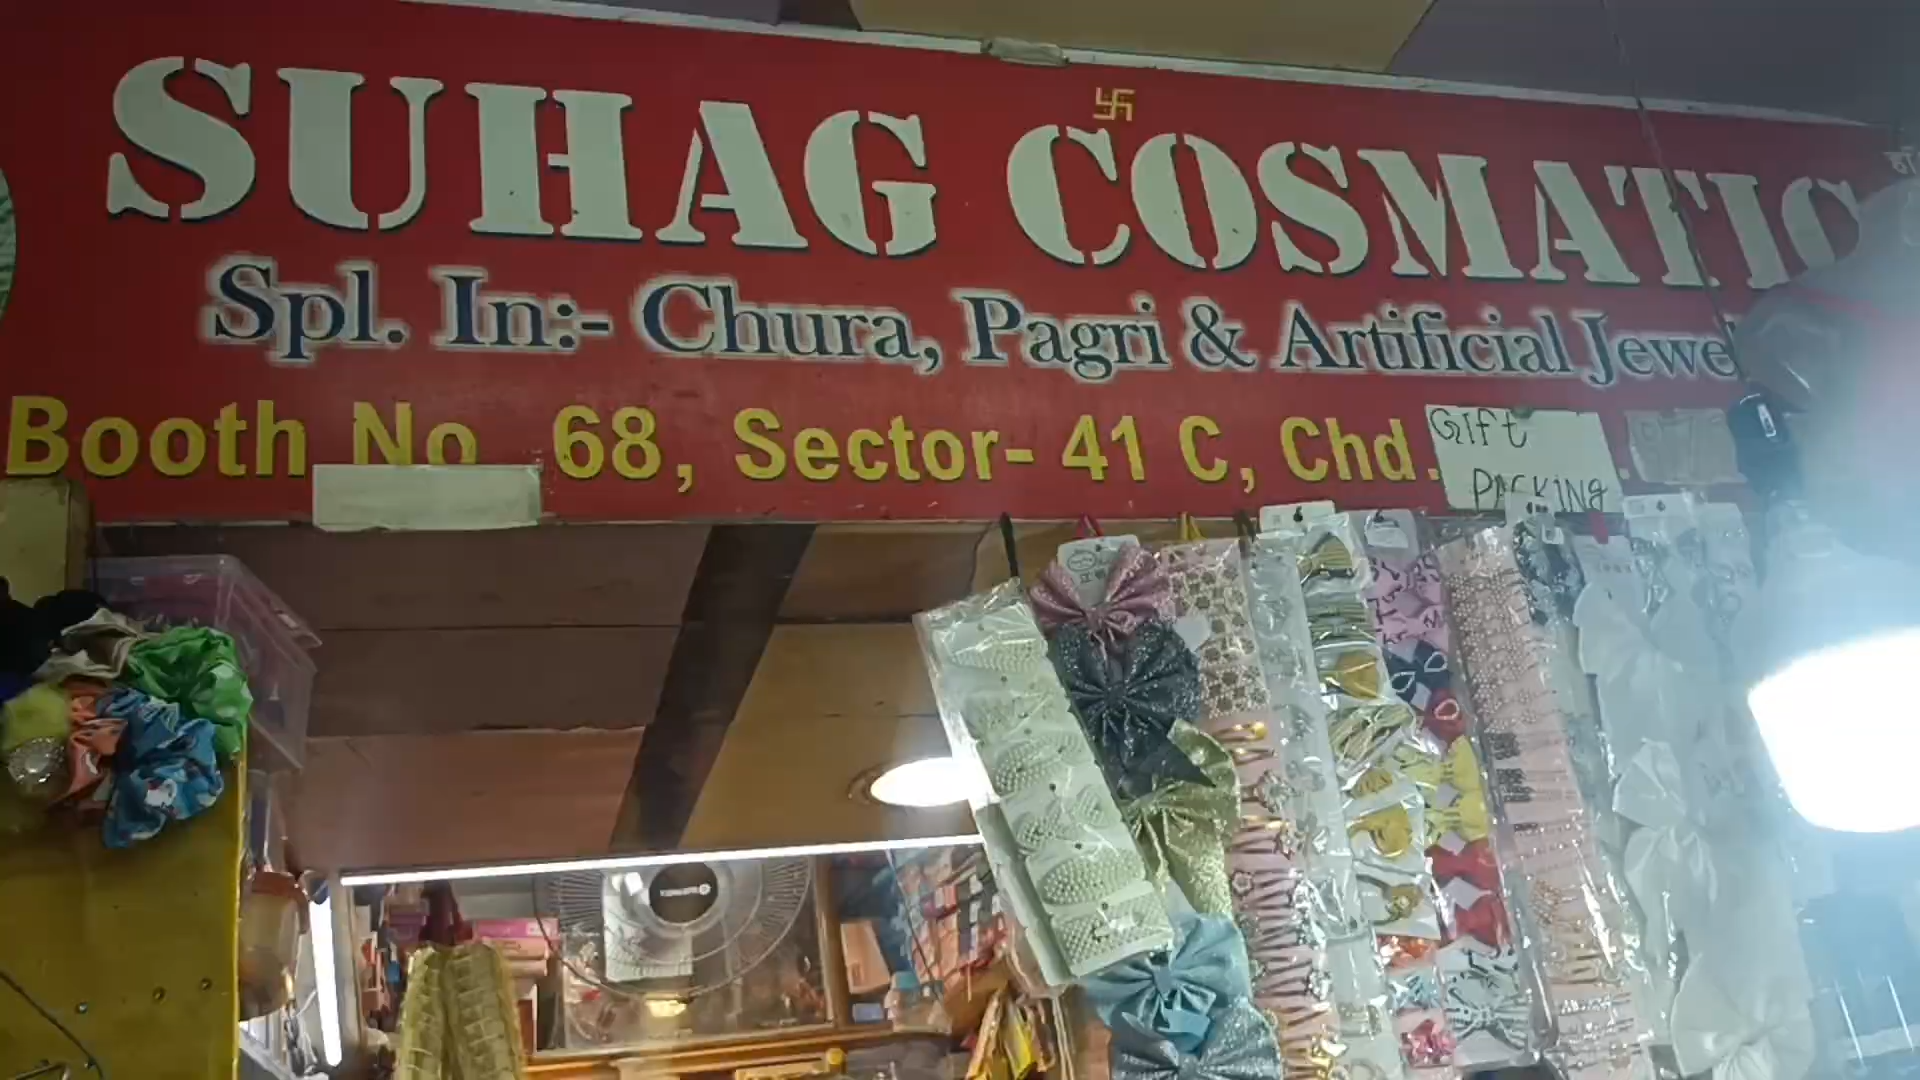 SUHAG COSMATIC
Spl. In:- Chura, Pagri & Artificial Jewel
Booth No. 68, Sector- 41 C, Chd.
GIFT
PACKING